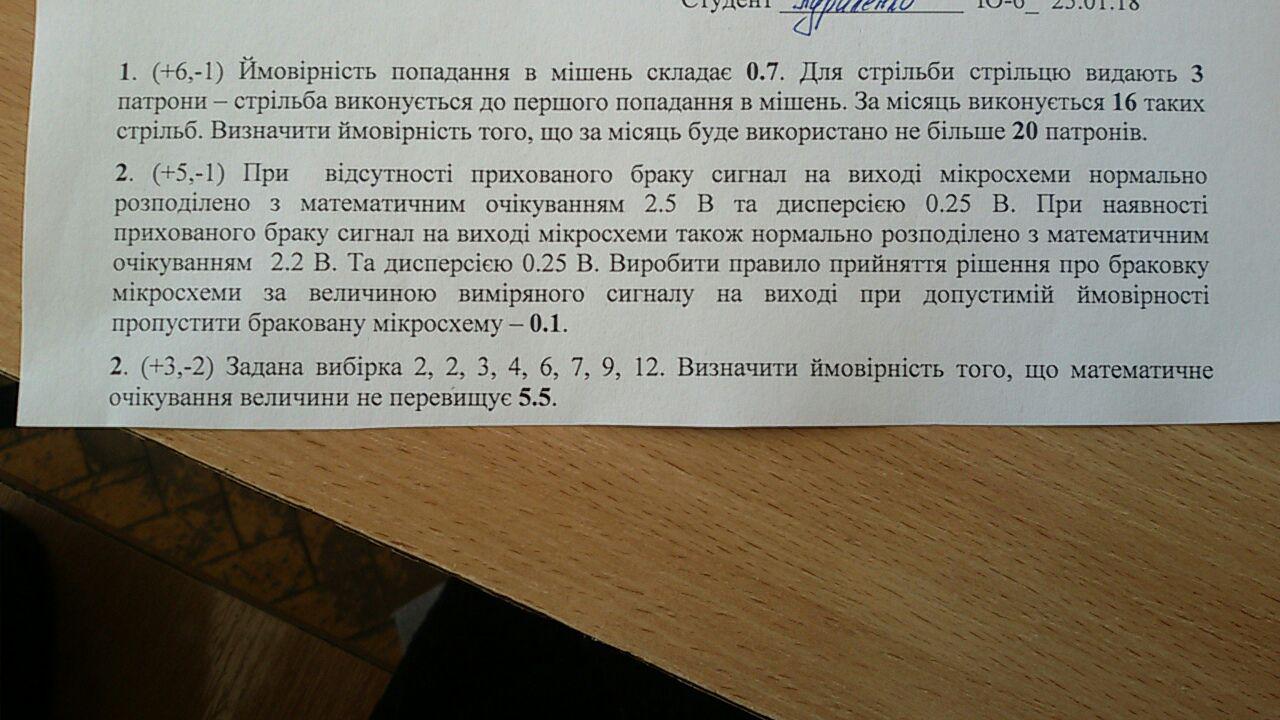 Студент ІО-6_ 25.01.18
1. (+6,-1) Ймовірність попадання в мішень складає 0.7. Для стрільби стрільцю видають 3
патрони – стрільба виконується до першого попадання в мішень. За місяць виконується 16 таких
стрільб. Визначити ймовірність того, що за місяць буде використано не більше 20 патронів.
2. (+5,-1) При відсутності прихованого браку сигнал на виході мікросхеми нормально
розподілено з математичним очікуванням 2.5 В та дисперсією 0.25 В. При наявності
прихованого браку сигнал на виході мікросхеми також нормально розподілено з математичним
очікуванням 2.2 В. Та дисперсією 0.25 В. Виробити правило прийняття рішення про браковку
мікросхеми за величиною виміряного сигналу на виході при допустимій ймовірності
пропустити браковану мікросхему – 0.1.
2. (+3,-2) Задана вибірка 2, 2, 3, 4, 6, 7, 9, 12. Визначити ймовірність того, що математичне
очікування величини не перевищує 5.5.